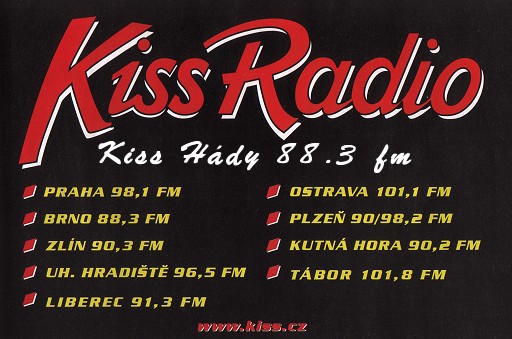 Kiss Radio
Kiss Hády 88.3 fm
PRAHA 98,1 FM
BRNO 88,3 FM
ZLÍN 90,3 FM
UH. HRADIŠTĚ 96,5 FM
LIBEREC 91,3 FM
OSTRAVA 101,1 FM
PLZEŇ 90/98,2 FM
KUTNÁ HORA 90,2 FM
TÁBOR 101,8 FM
www.kiss.cz